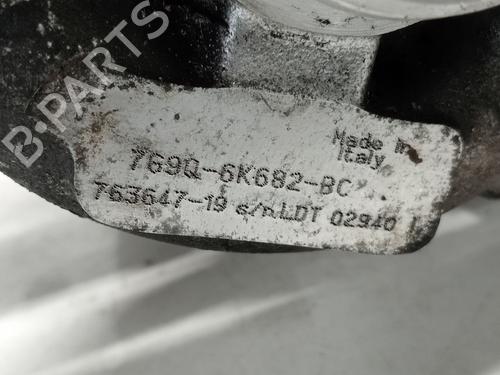 B-PARTS
Made in
Italy
7G9Q-6K682-BC
763647-19 s/n.LDT 02940